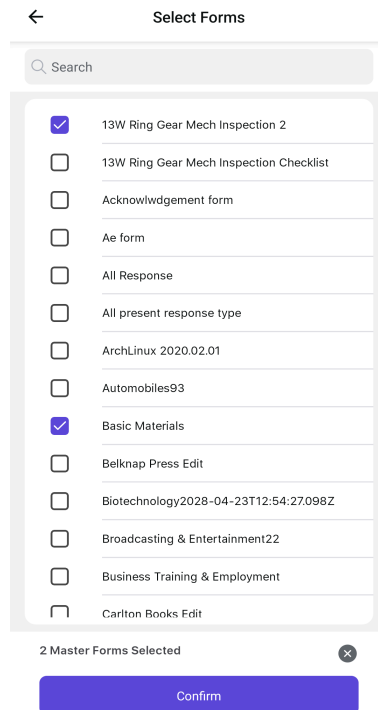 Select Forms
Search
13W Ring Gear Mech Inspection 2
13W Ring Gear Mech Inspection Checklist
Acknowlwdgement form
Ae form
All Response
All present response type
ArchLinux 2020.02.01
Automobiles93
Basic Materials
Belknap Press Edit
Biotechnology2028-04-23T12:54:27.098Z
Broadcasting & Entertainment22
Business Training & Employment
Carlton Books Edit
2 Master Forms Selected
Confirm